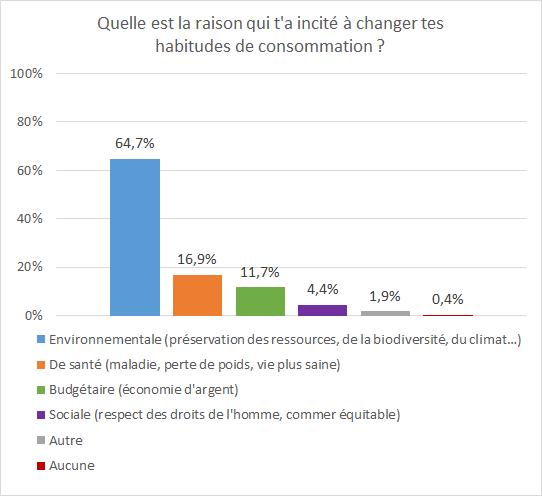 Quelle est la raison qui t'a incité à changer tes
habitudes de consommation ?
100%
80%
60%
40%
20%
0%
64,7%
16,9%
11,7%
4,4%
1,9%
0,4%
Environnementale (préservation des ressources, de la biodiversité, du climat…)
De santé (maladie, perte de poids, vie plus saine)
Budgétaire (économie d'argent)
Sociale (respect des droits de l'homme, commer équitable)
Autre
Aucune